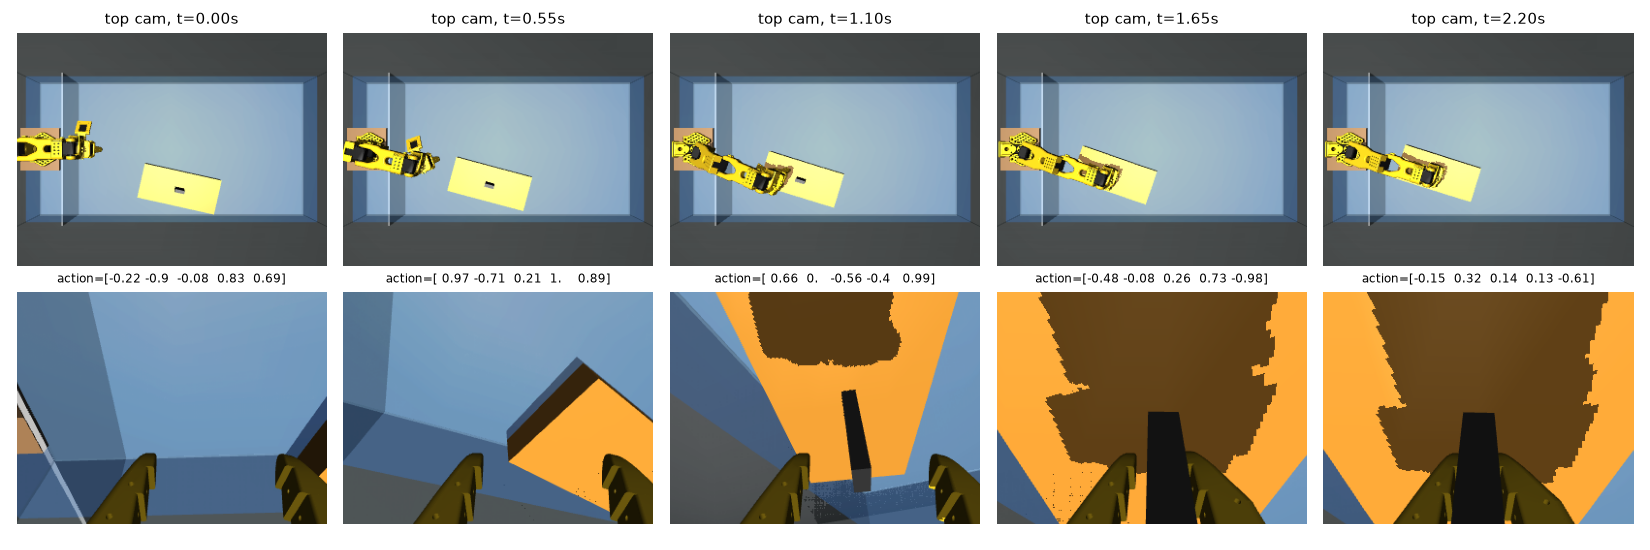 top cam, t=0.00s
top cam, t=0.55s
top cam, t=1.10s
top cam, t=1.65s
top cam, t=2.20s
action=[-0.22 -0.9 -0.08 0.83 0.69]
action=[ 0.97 -0.71 0.21 1. 0.89]
action=[ 0.66 0. -0.56 -0.4 0.99]
action=[-0.48 -0.08 0.26 0.73 -0.98]
action=[-0.15 0.32 0.14 0.13 -0.61]